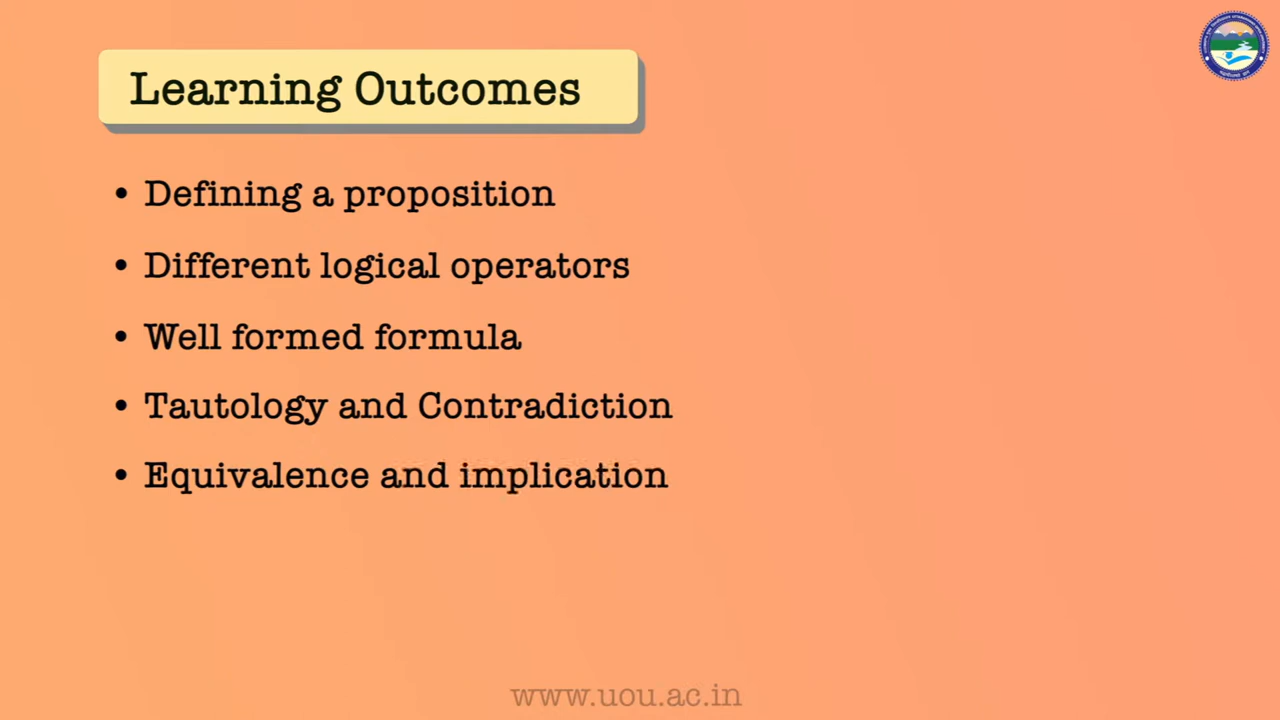 Learning Outcomes
• Defining a proposition
• Different logical operators
• Well formed formula
• Tautology and Contradiction
• Equivalence and implication
www.uou.ac.in